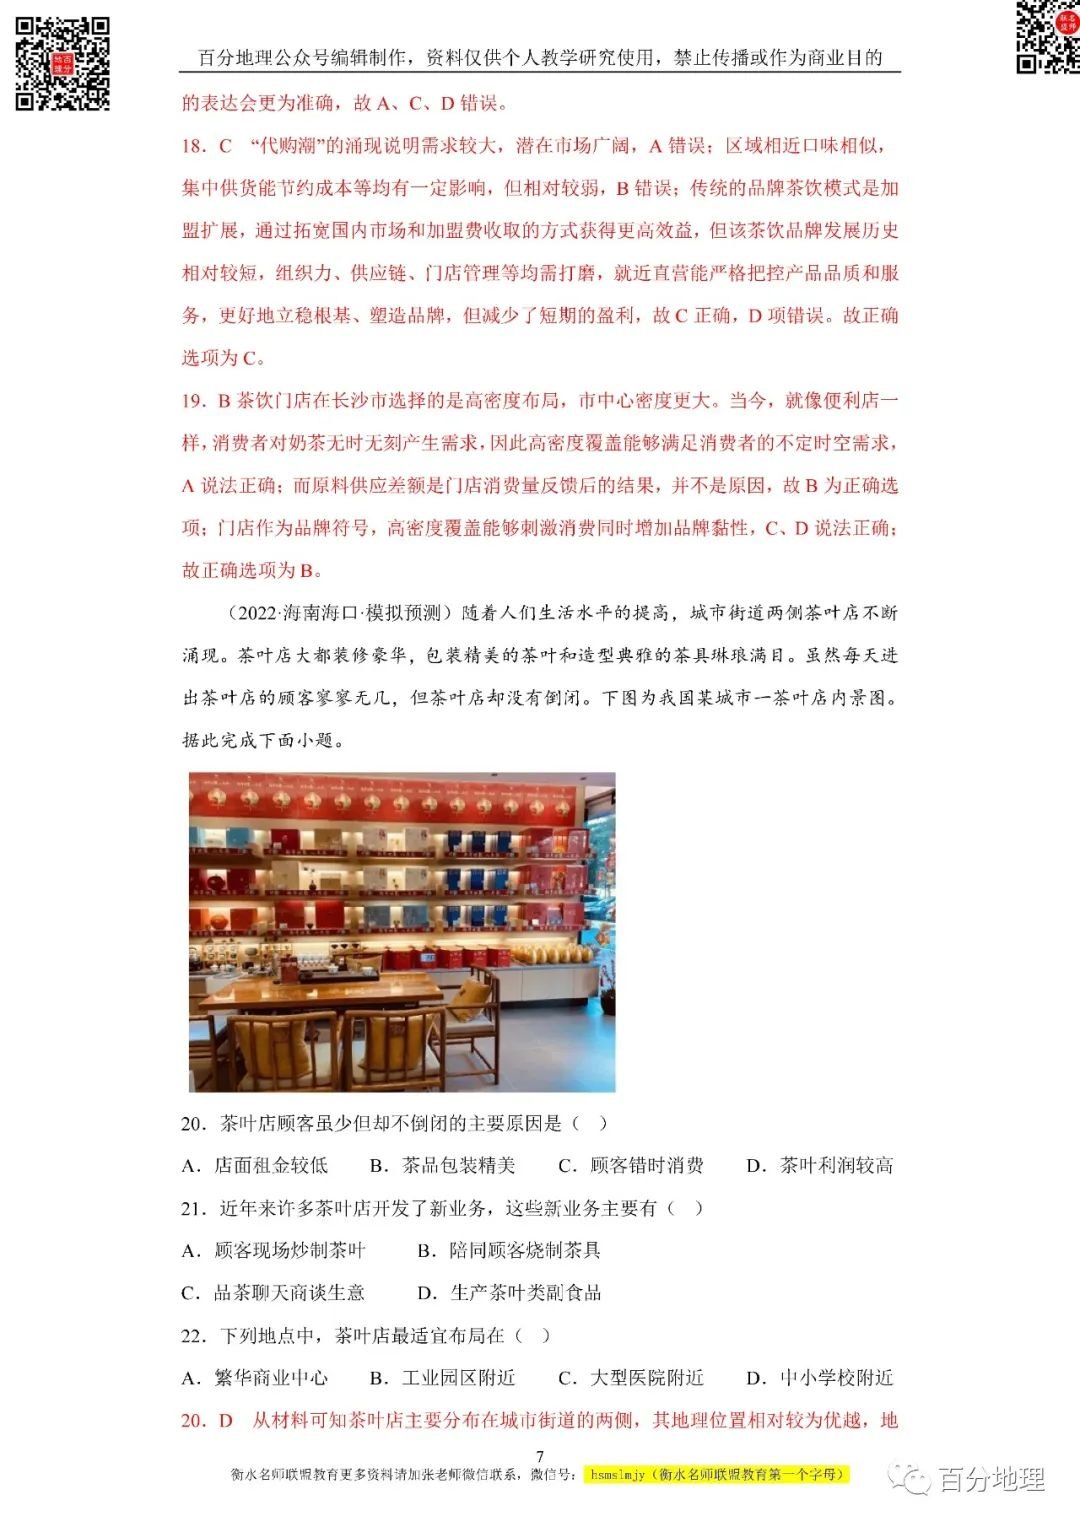 百分地理公众号编辑制作，资料仅供个人教学研究使用，禁止传播或作为商业目的
的表达会更为准确，故 A、C、D 错误。
18．C “代购潮”的涌现说明需求较大，潜在市场广阔，A 错误；区域相近口味相似，
集中供货能节约成本等均有一定影响，但相对较弱，B 错误；传统的品牌茶饮模式是加
盟扩展，通过拓宽国内市场和加盟费收取的方式获得更高效益，但该茶饮品牌发展历史
相对较短，组织力、供应链、门店管理等均需打磨，就近直营能严格把控产品品质和服
务，更好地立稳根基、塑造品牌，但减少了短期的盈利，故 C 正确，D 项错误。故正确
选项为 C。
19．B 茶饮门店在长沙市选择的是高密度布局，市中心密度更大。当今，就像便利店一
样，消费者对奶茶无时无刻产生需求，因此高密度覆盖能够满足消费者的不定时空需求，
A 说法正确；而原料供应差额是门店消费量反馈后的结果，并不是原因，故 B 为正确选
项；门店作为品牌符号，高密度覆盖能够刺激消费同时增加品牌黏性，C、D 说法正确；
故正确选项为 B。
（2022·海南海口·模拟预测）随着人们生活水平的提高，城市街道两侧茶叶店不断
涌现。茶叶店大都装修豪华，包装精美的茶叶和造型典雅的茶具琳琅满目。虽然每天进
出茶叶店的顾客寥寥无几，但茶叶店却没有倒闭。下图为我国某城市一茶叶店内景图。
据此完成下面小题。
20．茶叶店顾客虽少但却不倒闭的主要原因是（ ）
A．店面租金较低 B．茶品包装精美 C．顾客错时消费 D．茶叶利润较高
21．近年来许多茶叶店开发了新业务，这些新业务主要有（ ）
A．顾客现场炒制茶叶 B．陪同顾客烧制茶具
C．品茶聊天商谈生意 D．生产茶叶类副食品
22．下列地点中，茶叶店最适宜布局在（ ）
A．繁华商业中心 B．工业园区附近 C．大型医院附近 D．中小学校附近
20．D 从材料可知茶叶店主要分布在城市街道的两侧，其地理位置相对较为优越，地
7
衡水名师联盟教育更多资料请加张老师微信联系，微信号： hsmslmjy（衡水名师联盟教育第一个字母）
百分地理